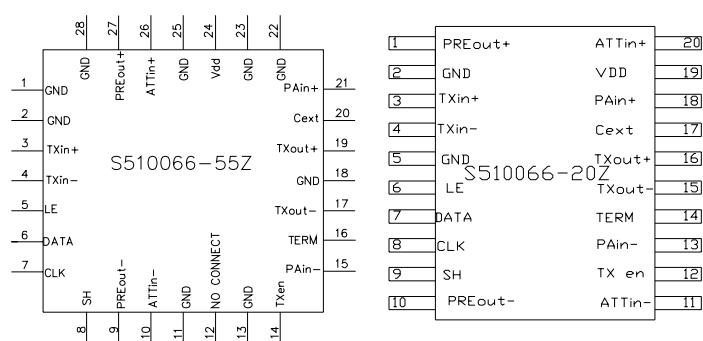 28 27 26 25 24 23 22
GND PREout+ ATTin+ GND Vdd GND GND
1 GND
2 GND
3 TXin+
4 TXin-
5 LE
6 DATA
7 CLK
S510066-55Z
PAin+ 21
Cext 20
TXout+ 19
GND 18
TXout- 17
TERM 16
PAin- 15
SH PREout- ATTin- GND NO CONNECT GND TXen
8 9 10 11 12 13 14
1 PREout+ ATTin+ 20
2 GND VDD 19
3 TXin+ PAin+ 18
4 TXin- Cext 17
5 GND TXout+ 16
S510066-20Z
6 LE TXout- 15
7 DATA TERM 14
8 CLK PAin- 13
9 SH TX en 12
10 PREout- ATTin- 11